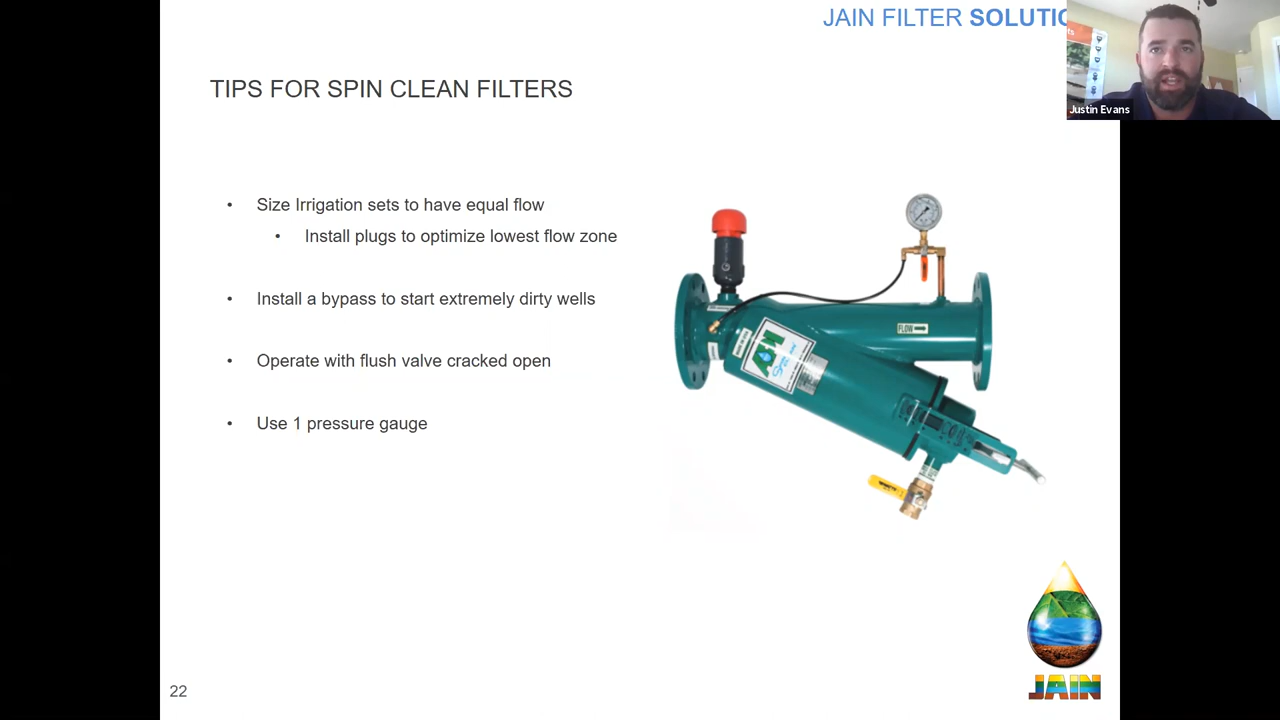 JAIN FILTER SOLUTIO
Justin Evans
TIPS FOR SPIN CLEAN FILTERS
• Size Irrigation sets to have equal flow
• Install plugs to optimize lowest flow zone
• Install a bypass to start extremely dirty wells
• Operate with flush valve cracked open
• Use 1 pressure gauge
FLOW
JAIN
22